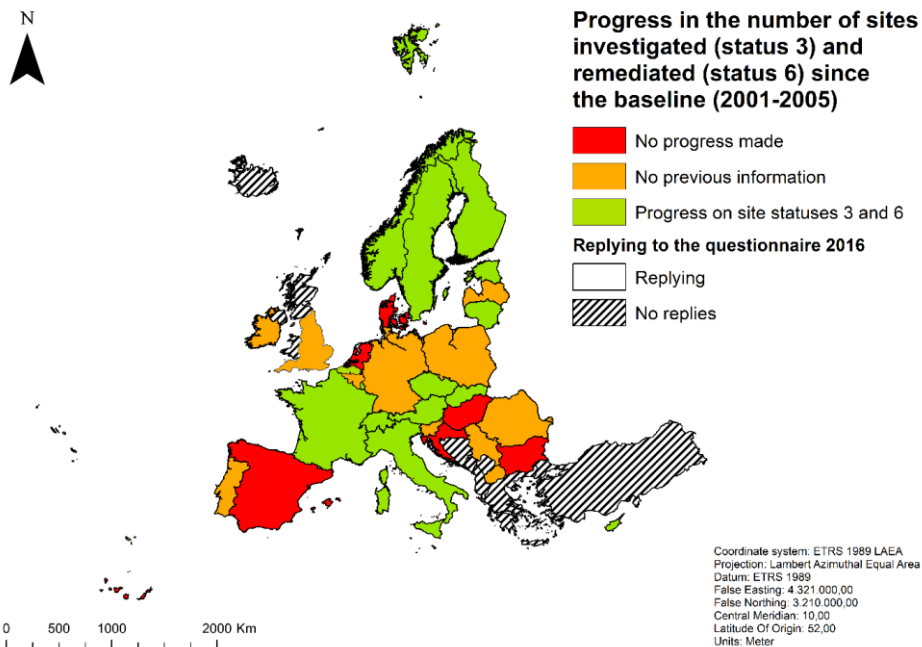 N
Progress in the number of sites
investigated (status 3) and
remediated (status 6) since
the baseline (2001-2005)
No progress made
No previous information
Progress on site statuses 3 and 6
Replying to the questionnaire 2016
Replying
No replies
Coordinate system: ETRS 1989 LAEA
Projection: Lambert Azimuthal Equal Area
Datum: ETRS 1989
False Easting: 4.321.000,00
False Northing: 3.210.000,00
Central Meridian: 10,00
Latitude Of Origin: 52,00
Units: Meter
0 500 1000 2000 Km